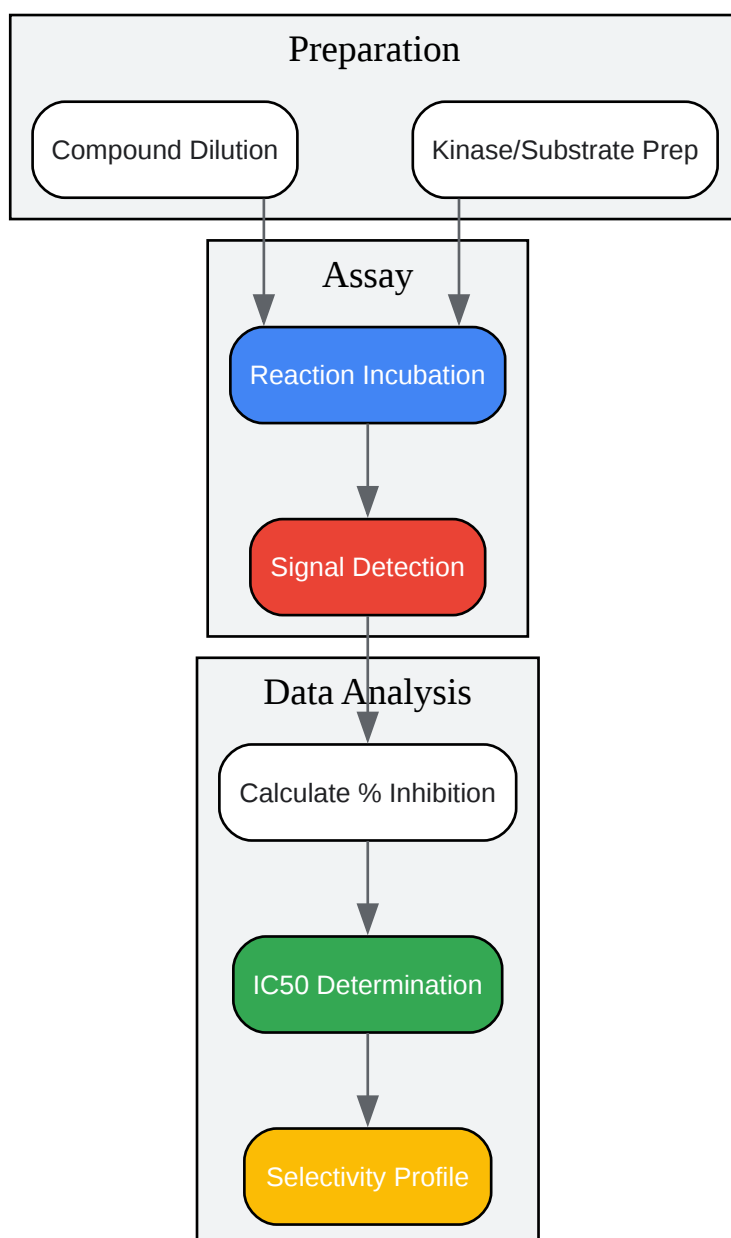 Preparation
Compound Dilution
Kinase/Substrate Prep
Assay
Reaction Incubation
Signal Detection
Data Analysis
Calculate % Inhibition
IC50 Determination
Selectivity Profile